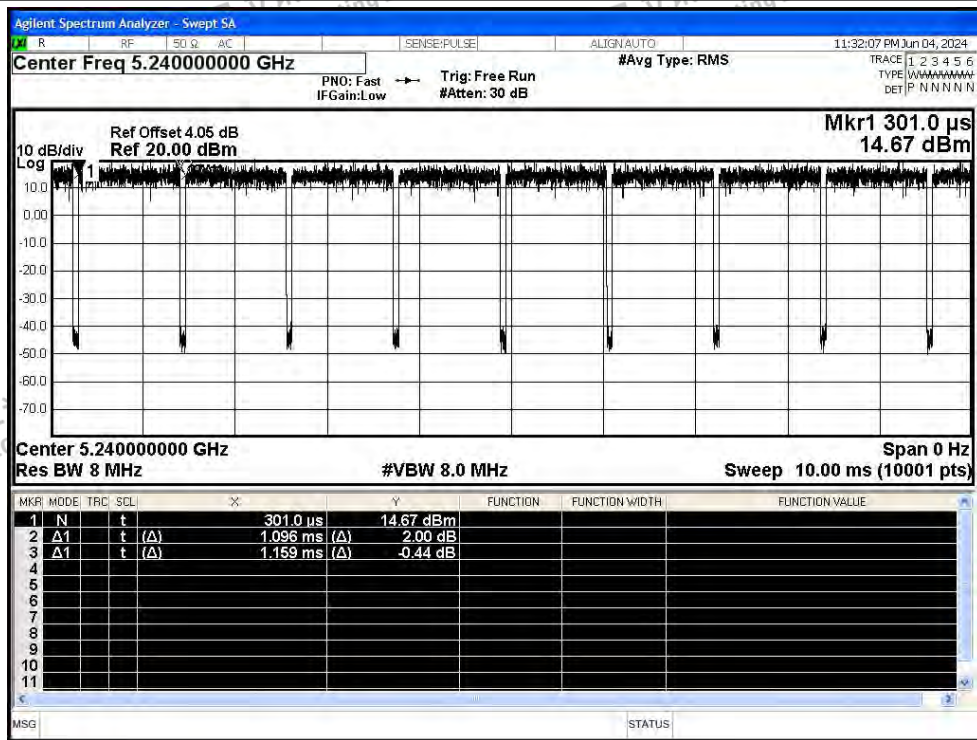 Agilent Spectrum Analyzer - Swept SA
R RF 50 Ω AC SENSE:PULSE ALIGN AUTO 11:32:07 PM Jun 04, 2024
Center Freq 5.240000000 GHz
#Avg Type: RMS
TRACE 1 2 3 4 5 6
PNO: Fast Trig: Free Run
TYPE WWWWWW
IFGain:Low #Atten: 30 dB
DET P N N N N N
Mkr1 301.0 µs
14.67 dBm
Ref Offset 4.05 dB
10 dB/div Ref 20.00 dBm
Log
1
10.0
0.00
-10.0
-20.0
-30.0
-40.0
-50.0
-60.0
-70.0
Center 5.240000000 GHz Span 0 Hz
Res BW 8 MHz #VBW 8.0 MHz Sweep 10.00 ms (10001 pts)
MKR MODE TRC SCL X Y FUNCTION FUNCTION WIDTH FUNCTION VALUE
1 N t 301.0 µs 14.67 dBm
2 Δ1 t (Δ) 1.096 ms (Δ) 2.00 dB
3 Δ1 t (Δ) 1.159 ms (Δ) -0.44 dB
4
5
6
7
8
9
10
11
MSG STATUS